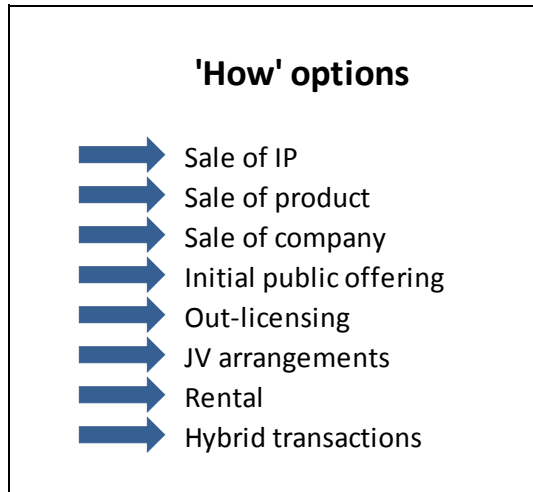 'How' options
Sale of IP
Sale of product
Sale of company
Initial public offering
Out-licensing
JV arrangements
Rental
Hybrid transactions